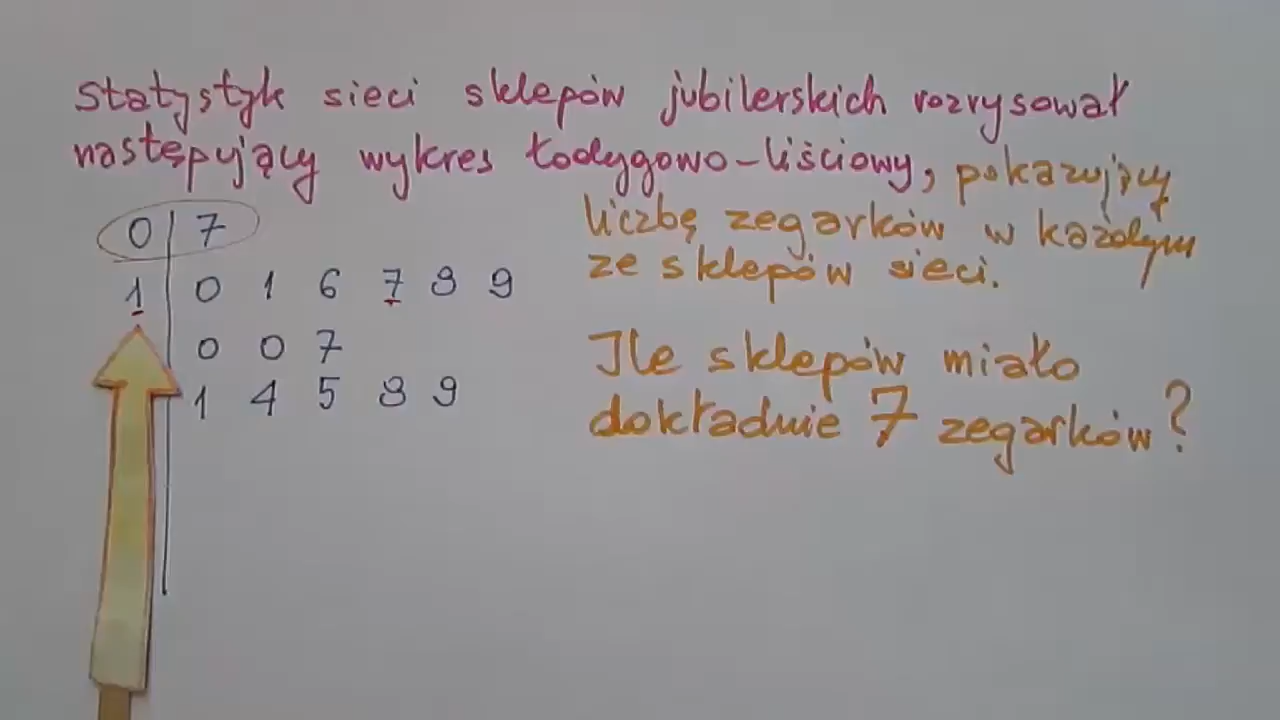 Statystyk sieci sklepów jubilerskich rozrysował
następujący wykres łodygowo-liściowy, pokazujący
liczbę zegarków w każdym
ze sklepów sieci.
0 | 7
1 | 0 1 6 7 8 9
0 0 7
1 4 5 8 9
Ile sklepów miało
dokładnie 7 zegarków?